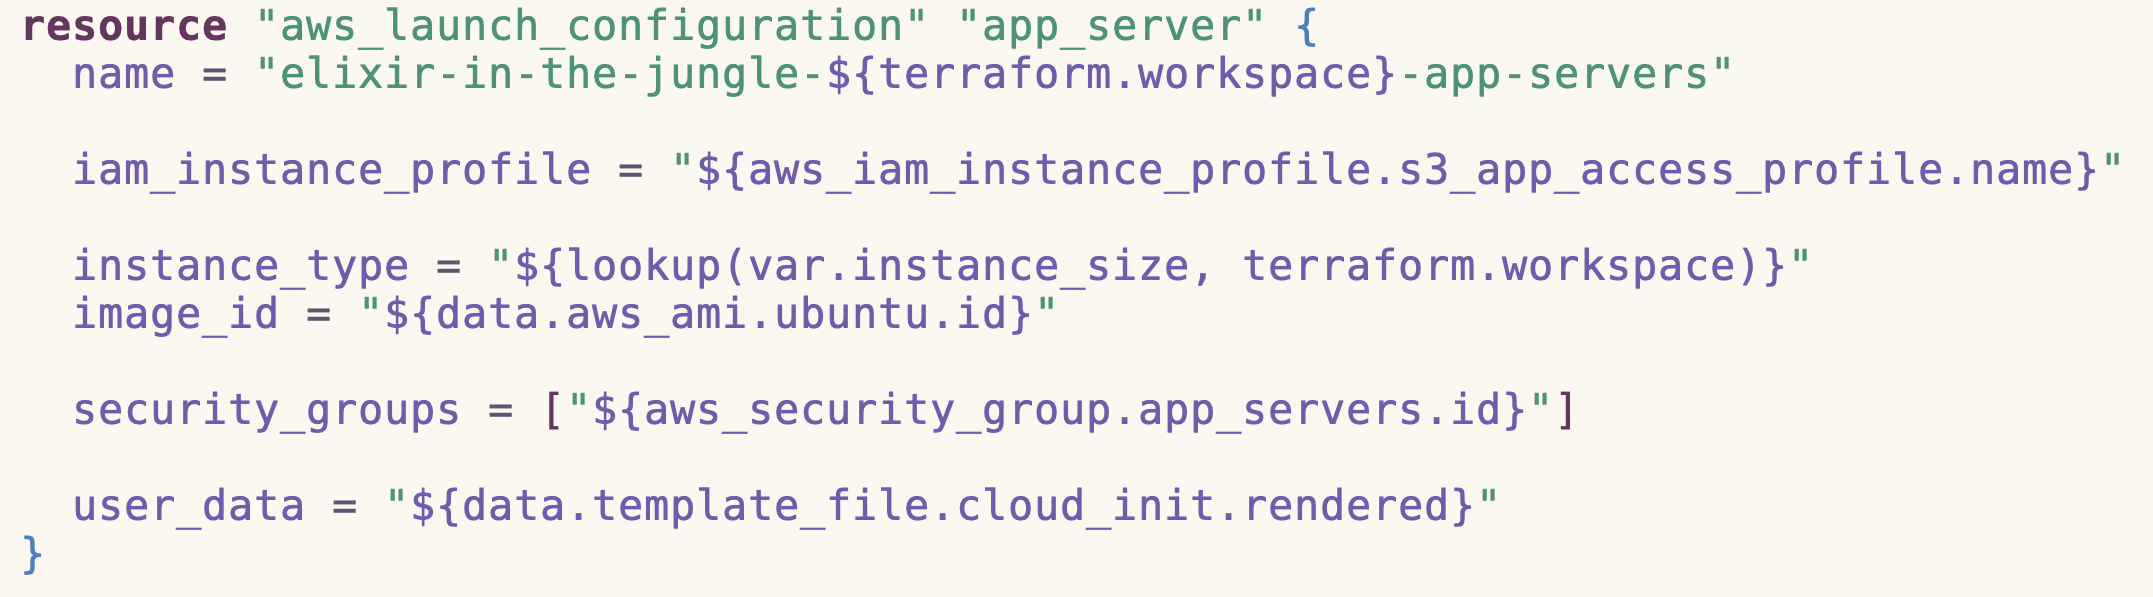 resource "aws_launch_configuration" "app_server" {
  name = "elixir-in-the-jungle-${terraform.workspace}-app-servers"

  iam_instance_profile = "${aws_iam_instance_profile.s3_app_access_profile.name}"

  instance_type = "${lookup(var.instance_size, terraform.workspace)}"
  image_id = "${data.aws_ami.ubuntu.id}"

  security_groups = ["${aws_security_group.app_servers.id}"]

  user_data = "${data.template_file.cloud_init.rendered}"
}